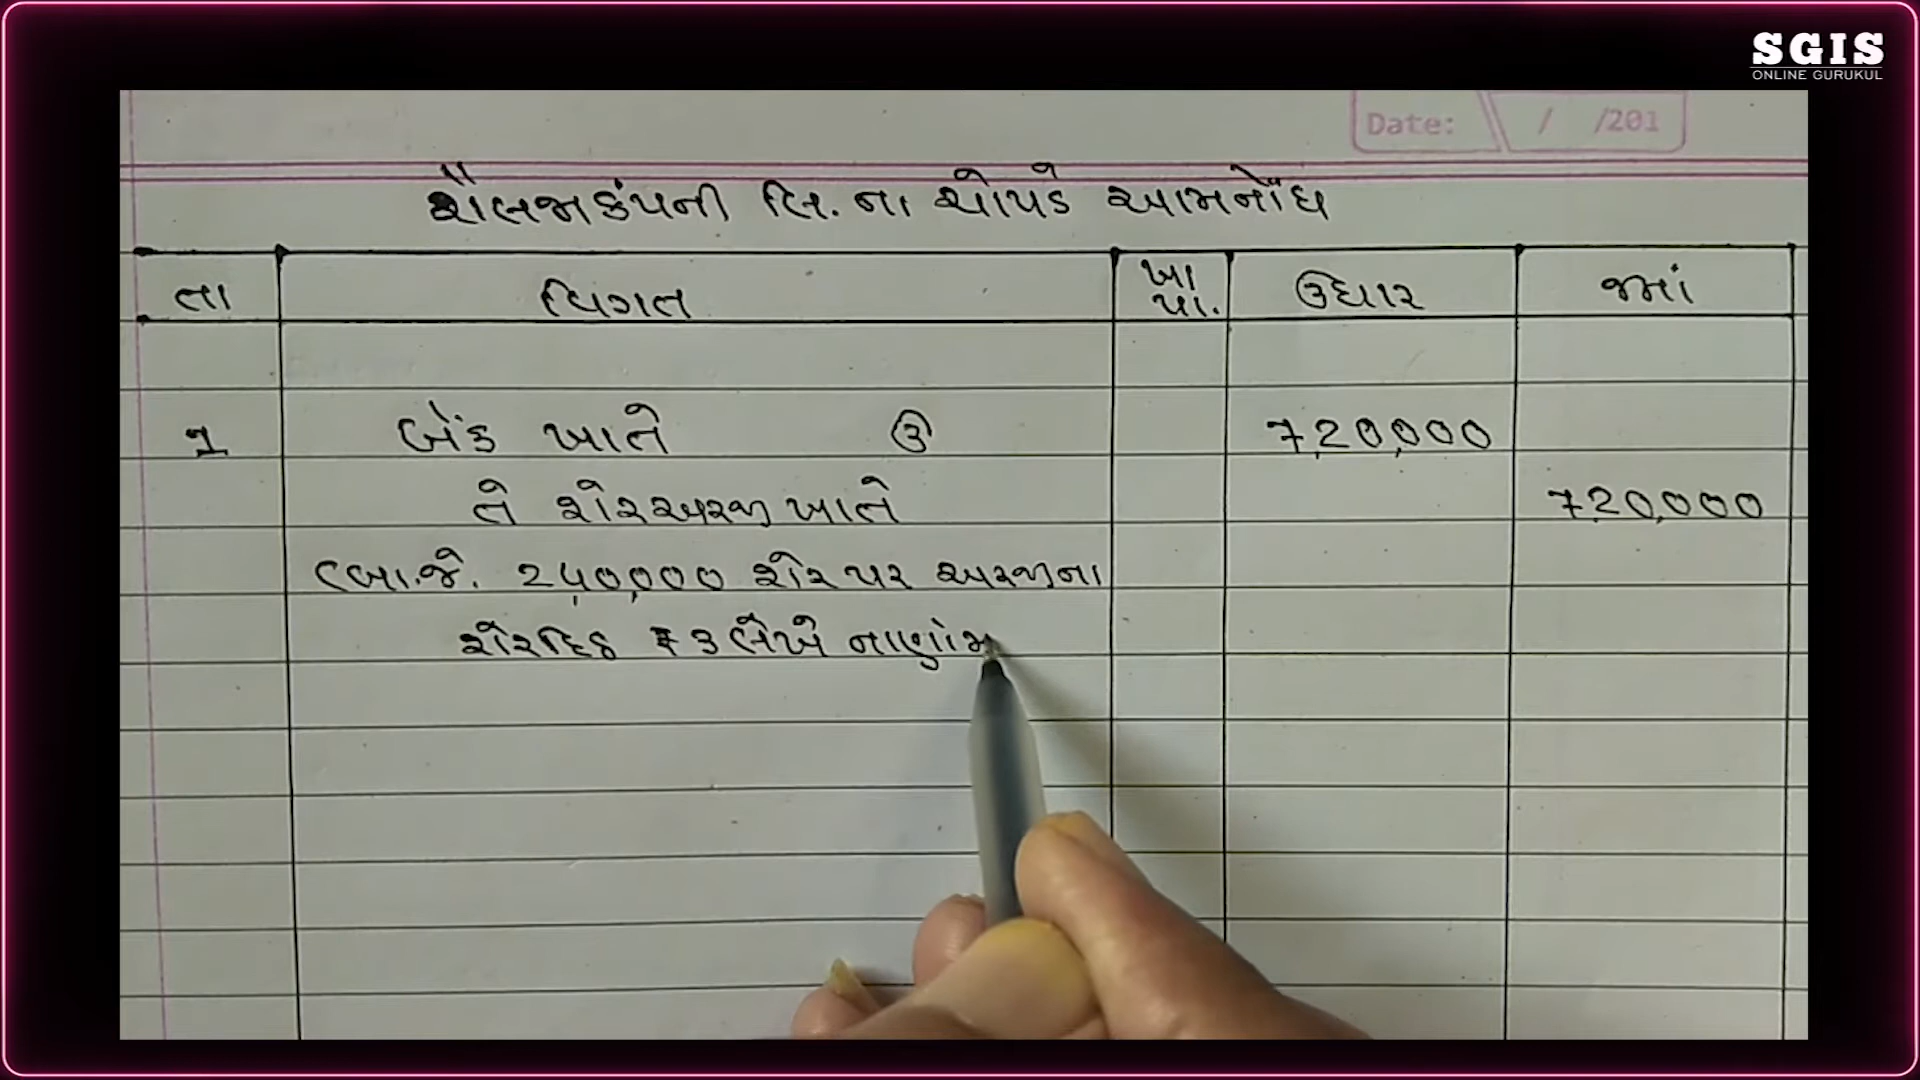 SGIS
ONLINE GURUKUL
Date: / /201
શૈલજા કંપની લિ. ના ચોપડે આમનોંધ
તા વિગત ખા પા. ઉધાર જમાં
1 બેંક ખાતે ઉ 7,20,000
તે શેરઅરજી ખાતે 7,20,000
(બા.જે. 2,40,000 શેર પર અરજીના
શેરદિઠ ₹ 3 લેખે નાણાં મ